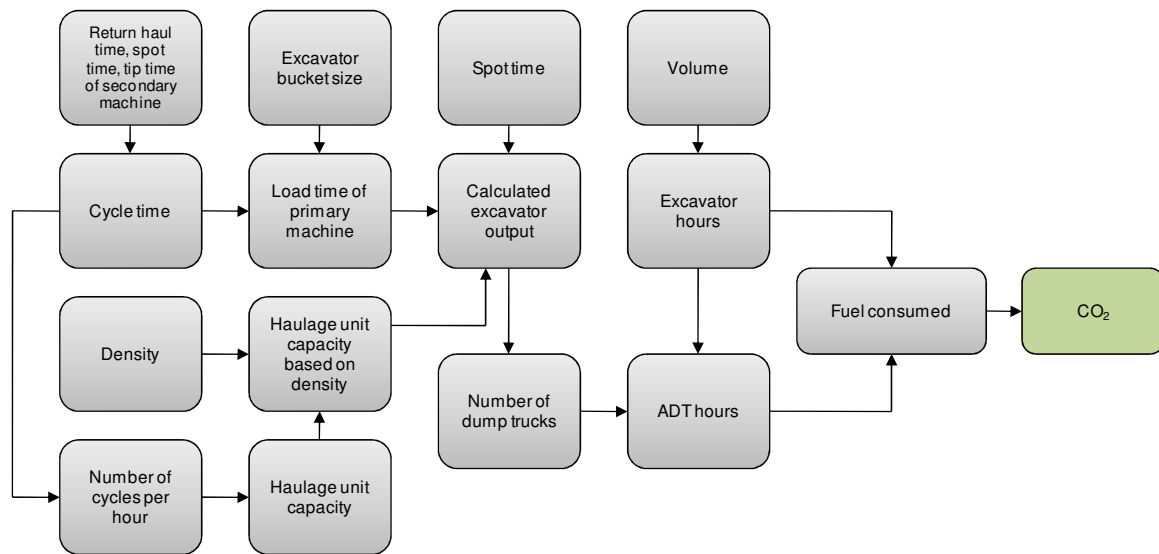 Return haul
time, spot
time, tip time
of secondary
machine
Excavator
bucket size
Spot time
Volume
Cycle time
Load time of
primary
machine
Calculated
excavator
output
Excavator
hours
Fuel consumed
CO₂
Density
Haulage unit
capacity
based on
density
Number of
dump trucks
ADT hours
Number of
cycles per
hour
Haulage unit
capacity